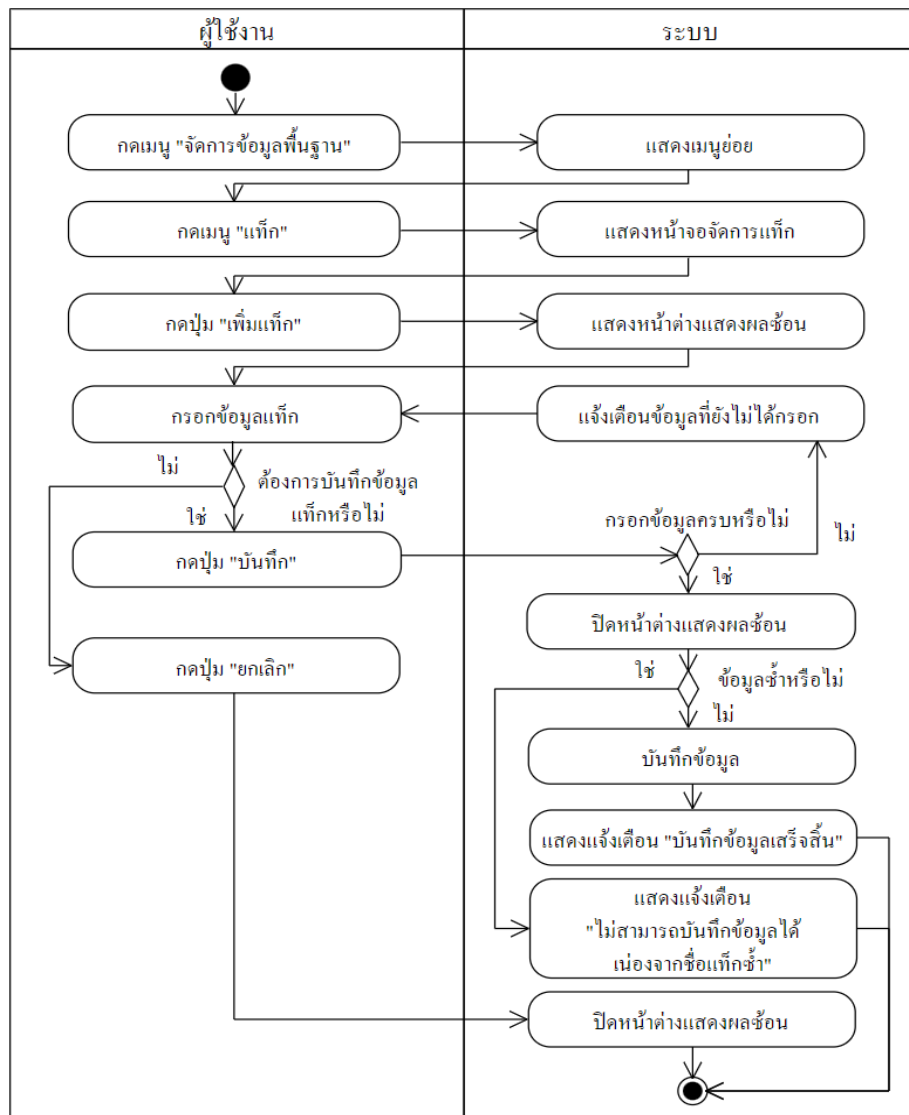 ผู้ใช้งาน
ระบบ
กดเมนู "จัดการข้อมูลพื้นฐาน"
แสดงเมนูย่อย
กดเมนู "แท็ก"
แสดงหน้าจอจัดการแท็ก
กดปุ่ม "เพิ่มแท็ก"
แสดงหน้าต่างแสดงผลซ้อน
กรอกข้อมูลแท็ก
แจ้งเตือนข้อมูลที่ยังไม่ได้กรอก
ไม่
ต้องการบันทึกข้อมูล
แท็กหรือไม่
ใช่
กรอกข้อมูลครบหรือไม่
ไม่
กดปุ่ม "บันทึก"
ใช่
ปิดหน้าต่างแสดงผลซ้อน
กดปุ่ม "ยกเลิก"
ใช่
ข้อมูลซ้ำหรือไม่
ไม่
บันทึกข้อมูล
แสดงแจ้งเตือน "บันทึกข้อมูลเสร็จสิ้น"
แสดงแจ้งเตือน
"ไม่สามารถบันทึกข้อมูลได้
เน่องจากชื่อแท็กซ้ำ"
ปิดหน้าต่างแสดงผลซ้อน